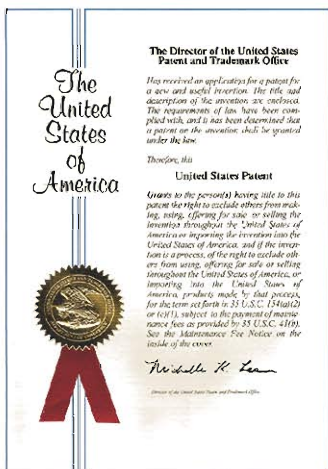 The
United
States
of
America
The Director of the United States
Patent and Trademark Office
Has received an application for a patent for
a new and useful invention. The title and
description of the invention are enclosed.
The requirements of law have been com-
plied with, and it has been determined that
a patent on the invention shall be granted
under the law.
Therefore, this
United States Patent
Grants to the person(s) having title to this
patent the right to exclude others from mak-
ing, using, offering for sale, or selling the
invention throughout the United States of
America or importing the invention into the
United States of America, and if the inven-
tion is a process, of the right to exclude oth-
ers from using, offering for sale or selling
throughout the United States of America, or
importing into the United States of
America, products made by that process,
for the term set forth in 35 U.S.C. 154(a)(2)
or (c)(1), subject to the payment of mainte-
nance fees as provided by 35 U.S.C. 41(b).
See the Maintenance Fee Notice on the
inside of the cover.
Michelle K. Lee
Director of the United States Patent and Trademark Office